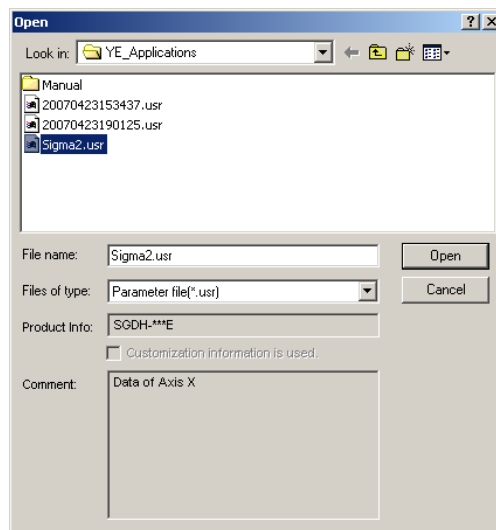 Open
Look in: YE_Applications
Manual
20070423153437.usr
20070423190125.usr
Sigma2.usr
File name: Sigma2.usr Open
Files of type: Parameter file(*.usr) Cancel
Product Info: SGDH-***E
Customization information is used.
Comment: Data of Axis X